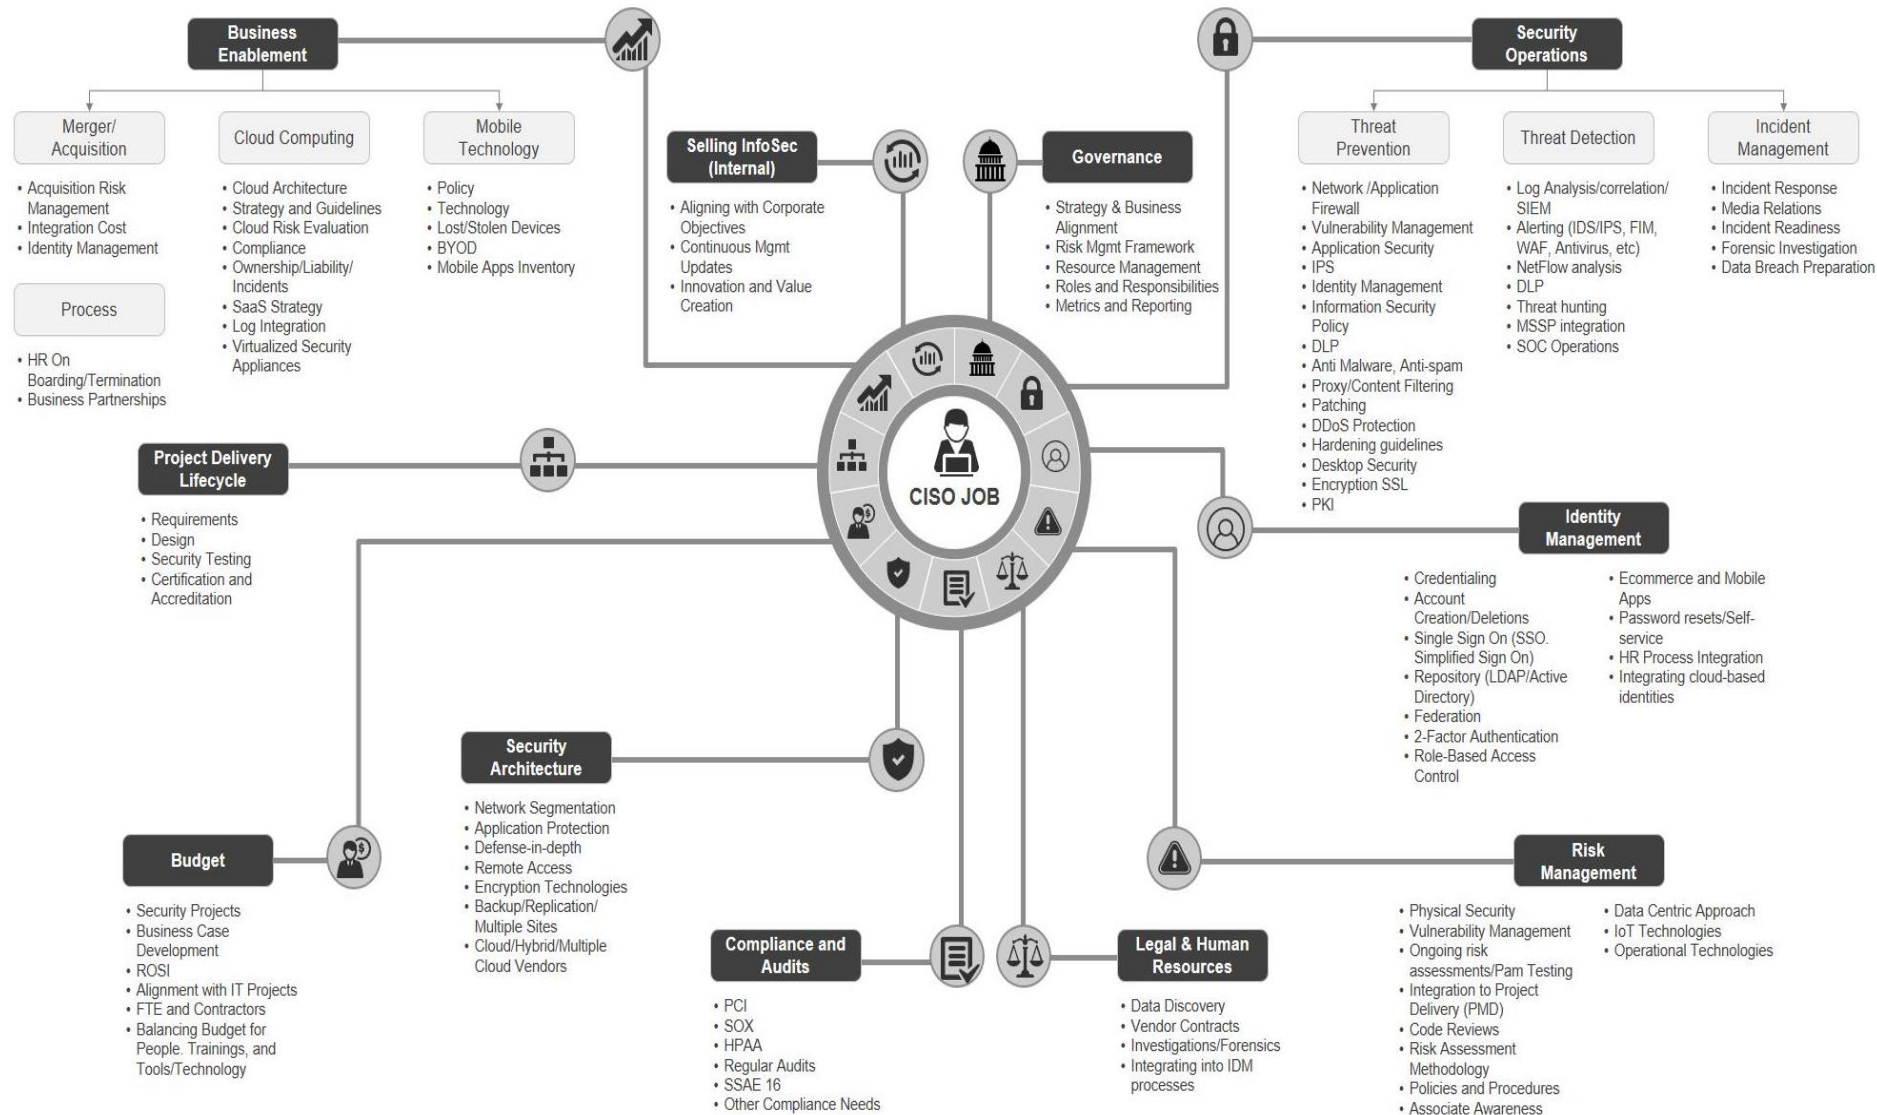 Business
Enablement
Merger/
Acquisition
• Acquisition Risk
Management
• Integration Cost
• Identity Management
Process
• HR On
Boarding/Termination
• Business Partnerships
Cloud Computing
• Cloud Architecture
• Strategy and Guidelines
• Cloud Risk Evaluation
• Compliance
• Ownership/Liability/
Incidents
• SaaS Strategy
• Log Integration
• Virtualized Security
Appliances
Mobile
Technology
• Policy
• Technology
• Lost/Stolen Devices
• BYOD
• Mobile Apps Inventory
Selling InfoSec
(Internal)
• Aligning with Corporate
Objectives
• Continuous Mgmt
Updates
• Innovation and Value
Creation
Governance
• Strategy & Business
Alignment
• Risk Mgmt Framework
• Resource Management
• Roles and Responsibilities
• Metrics and Reporting
Security
Operations
Threat
Prevention
• Network /Application
Firewall
• Vulnerability Management
• Application Security
• IPS
• Identity Management
• Information Security
Policy
• DLP
• Anti Malware, Anti-spam
• Proxy/Content Filtering
• Patching
• DDoS Protection
• Hardening guidelines
• Desktop Security
• Encryption SSL
• PKI
Threat Detection
• Log Analysis/correlation/
SIEM
• Alerting (IDS/IPS, FIM,
WAF, Antivirus, etc)
• NetFlow analysis
• DLP
• Threat hunting
• MSSP integration
• SOC Operations
Incident
Management
• Incident Response
• Media Relations
• Incident Readiness
• Forensic Investigation
• Data Breach Preparation
CISO JOB
Project Delivery
Lifecycle
• Requirements
• Design
• Security Testing
• Certification and
Accreditation
Identity
Management
• Credentialing
• Account
Creation/Deletions
• Single Sign On (SSO.
Simplified Sign On)
• Repository (LDAP/Active
Directory)
• Federation
• 2-Factor Authentication
• Role-Based Access
Control
• Ecommerce and Mobile
Apps
• Password resets/Self-
service
• HR Process Integration
• Integrating cloud-based
identities
Security
Architecture
• Network Segmentation
• Application Protection
• Defense-in-depth
• Remote Access
• Encryption Technologies
• Backup/Replication/
Multiple Sites
• Cloud/Hybrid/Multiple
Cloud Vendors
Budget
• Security Projects
• Business Case
Development
• ROSI
• Alignment with IT Projects
• FTE and Contractors
• Balancing Budget for
People. Trainings, and
Tools/Technology
Compliance and
Audits
• PCI
• SOX
• HPAA
• Regular Audits
• SSAE 16
• Other Compliance Needs
Legal & Human
Resources
• Data Discovery
• Vendor Contracts
• Investigations/Forensics
• Integrating into IDM
processes
Risk
Management
• Physical Security
• Vulnerability Management
• Ongoing risk
assessments/Pam Testing
• Integration to Project
Delivery (PMD)
• Code Reviews
• Risk Assessment
Methodology
• Policies and Procedures
• Associate Awareness
• Data Centric Approach
• IoT Technologies
• Operational Technologies